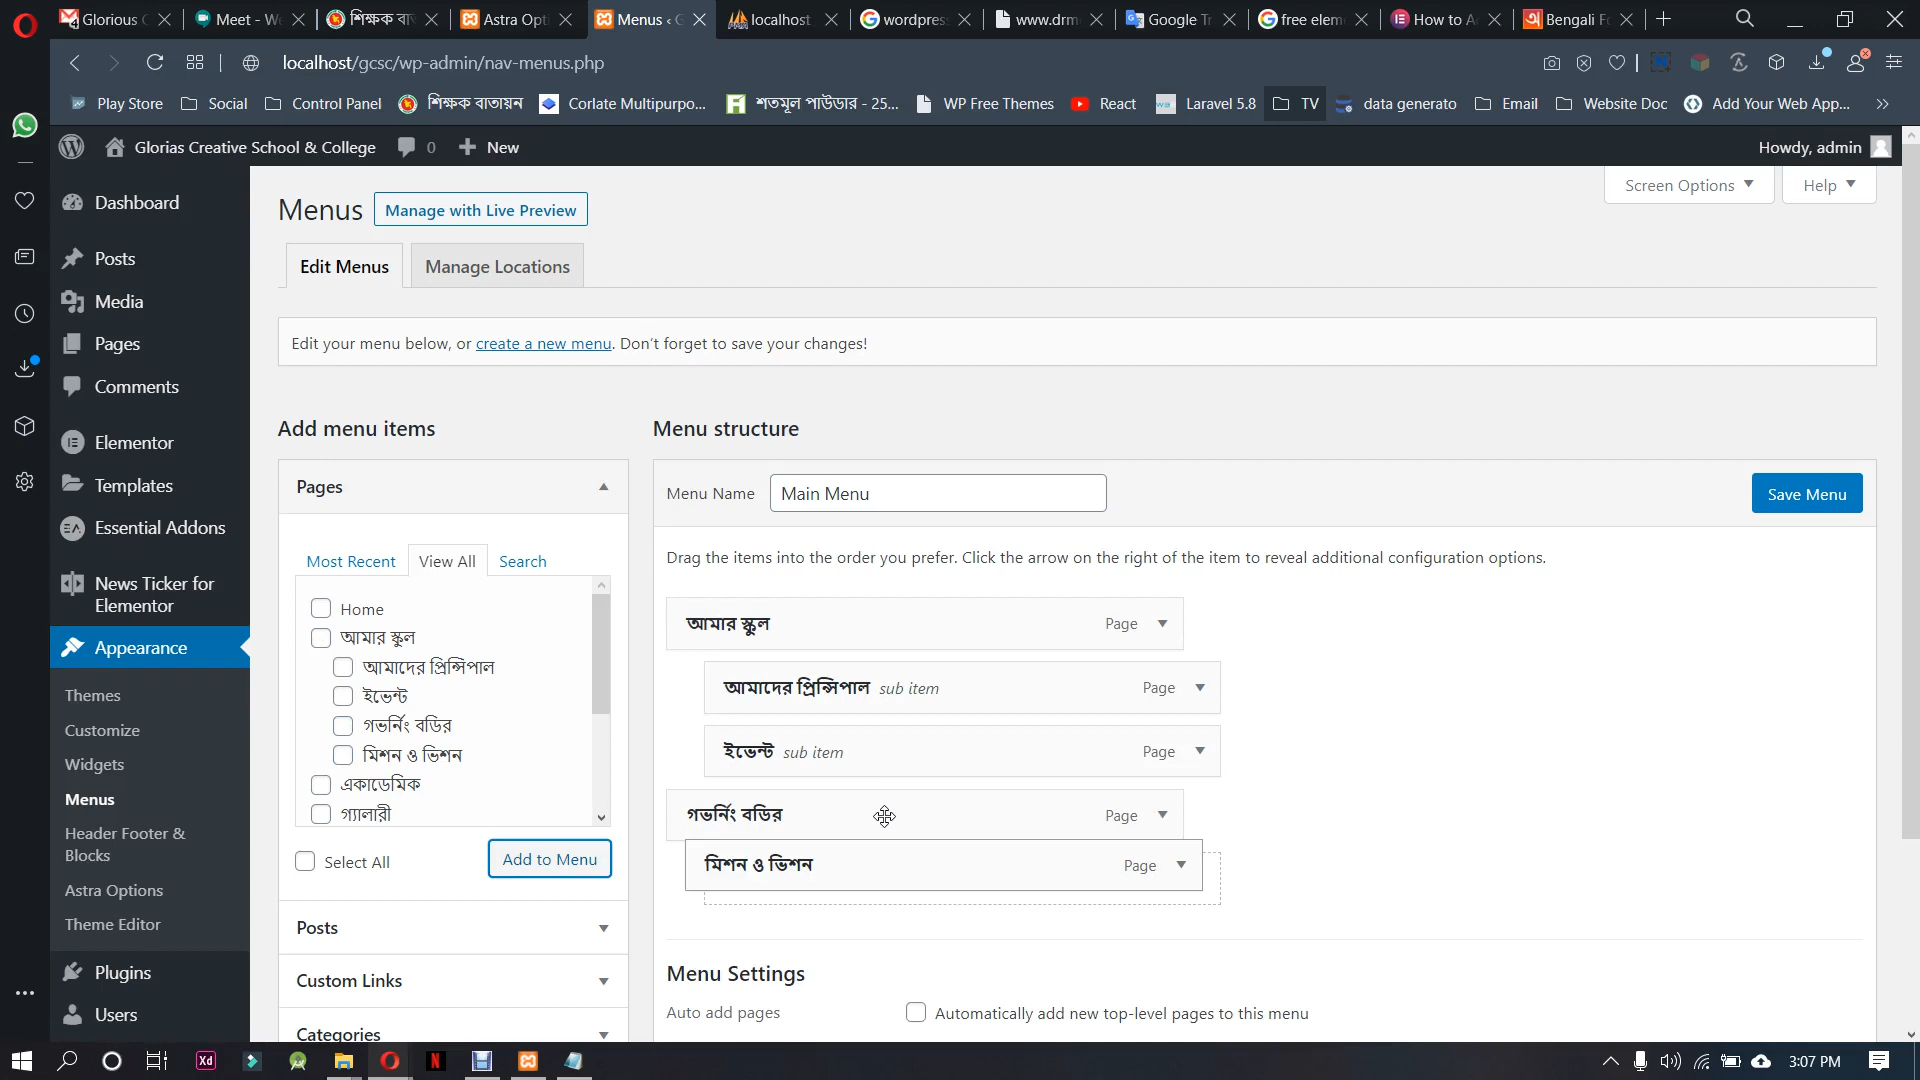 Glorious C
Meet - We
শিক্ষক বা
Astra Opti
Menus ‹ G
localhost
wordpress
www.drm
Google Tr
free elem
How to A
Bengali Fo
localhost/gcsc/wp-admin/nav-menus.php
Play Store
Social
Control Panel
শিক্ষক বাতায়ন
Corlate Multipurpo...
শতমূল পাউডার - 25...
WP Free Themes
React
Laravel 5.8
TV
data generato
Email
Website Doc
Add Your Web App...
Glorias Creative School & College
0
New
Howdy, admin
Dashboard
Posts
Media
Pages
Comments
Elementor
Templates
Essential Addons
News Ticker for
Elementor
Appearance
Themes
Customize
Widgets
Menus
Header Footer &
Blocks
Astra Options
Theme Editor
Plugins
Users
Screen Options
Help
Menus
Manage with Live Preview
Edit Menus
Manage Locations
Edit your menu below, or create a new menu. Don't forget to save your changes!
Add menu items
Pages
Most Recent
View All
Search
Home
আমার স্কুল
আমাদের প্রিন্সিপাল
ইভেন্ট
গভর্নিং বডির
মিশন ও ভিশন
একাডেমিক
গ্যালারী
Select All
Add to Menu
Posts
Custom Links
Categories
Menu structure
Menu Name
Main Menu
Save Menu
Drag the items into the order you prefer. Click the arrow on the right of the item to reveal additional configuration options.
আমার স্কুল Page
আমাদের প্রিন্সিপাল sub item Page
ইভেন্ট sub item Page
গভর্নিং বডির Page
মিশন ও ভিশন Page
Menu Settings
Auto add pages
Automatically add new top-level pages to this menu
Xd
N
3:07 PM